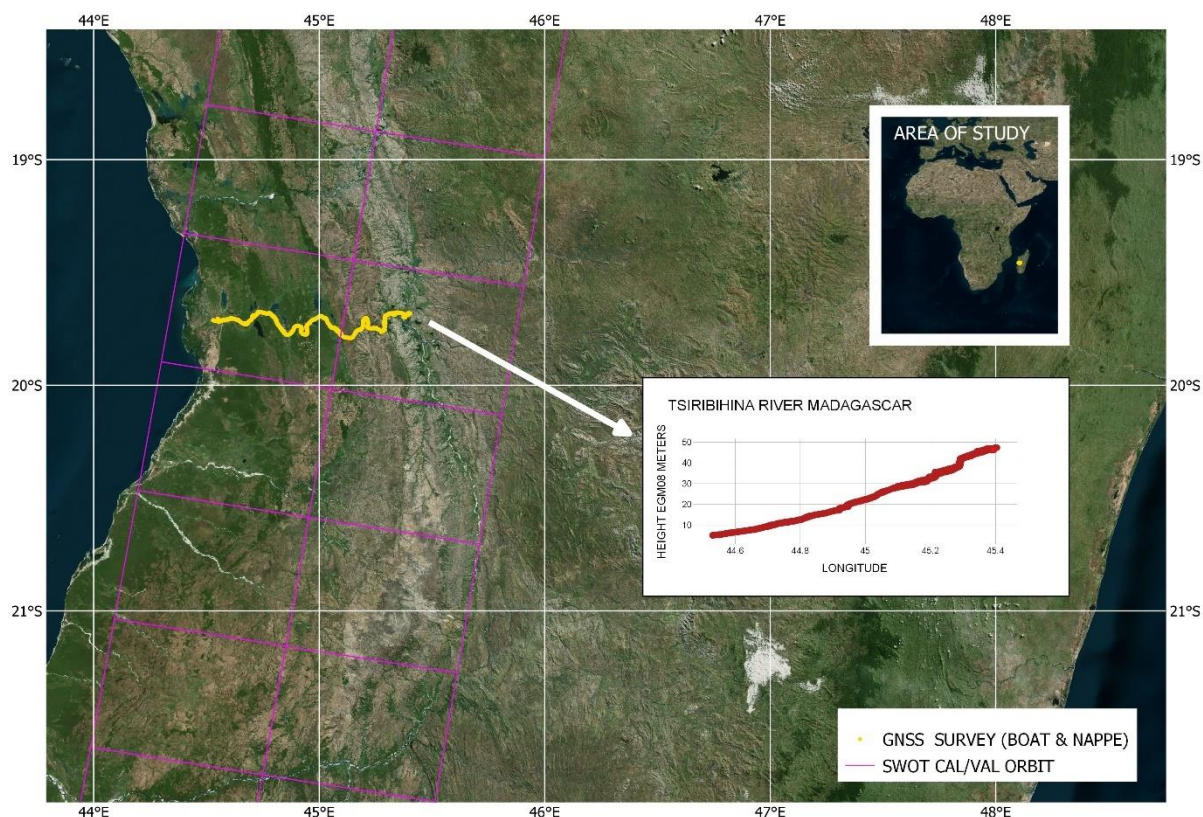 44°E 45°E 46°E 47°E 48°E
AREA OF STUDY
19°S 19°S
20°S 20°S
TSIRIBIHINA RIVER MADAGASCAR
HEIGHT EGM08 METERS
50
40
30
20
10
44.6 44.8 45 45.2 45.4
LONGITUDE
21°S 21°S
GNSS SURVEY (BOAT & NAPPE)
SWOT CAL/VAL ORBIT
44°E 45°E 46°E 47°E 48°E